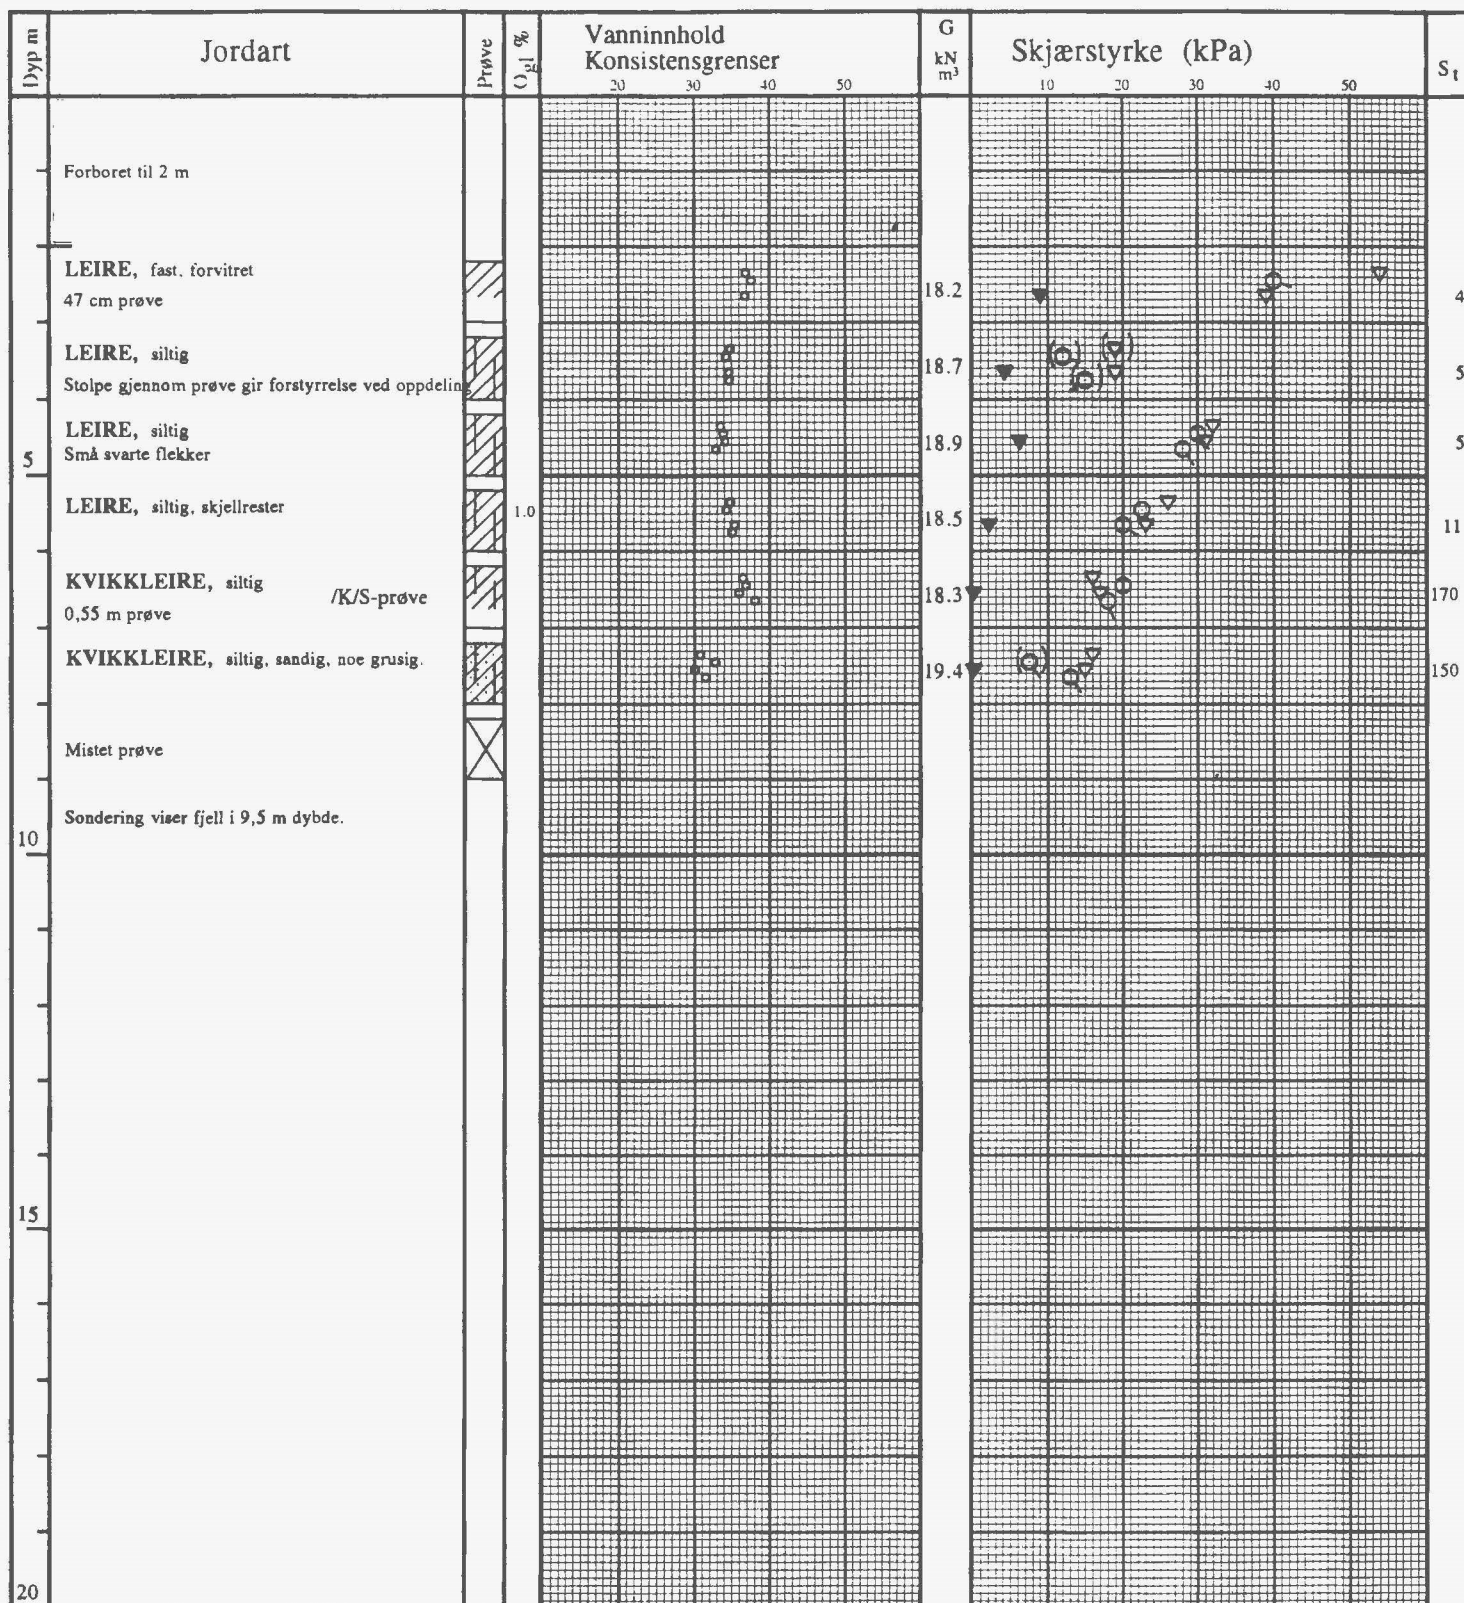 Dyp m
Jordart
Prøve
O gl %
Vanninnhold
Konsistensgrenser
20 30 40 50
G
kN
m³
Skjærstyrke (kPa)
10 20 30 40 50
St
Forboret til 2 m
LEIRE, fast. forvitret
47 cm prøve
18.2
4
LEIRE, siltig
Stolpe gjennom prøve gir forstyrrelse ved oppdeling
18.7
5
LEIRE, siltig
Små svarte flekker
18.9
5
5
LEIRE, siltig, skjellrester
1.0
18.5
11
KVIKKLEIRE, siltig
/K/S-prøve
0,55 m prøve
18.3
170
KVIKKLEIRE, siltig, sandig, noe grusig.
19.4
150
Mistet prøve
Sondering viser fjell i 9,5 m dybde.
10
15
20